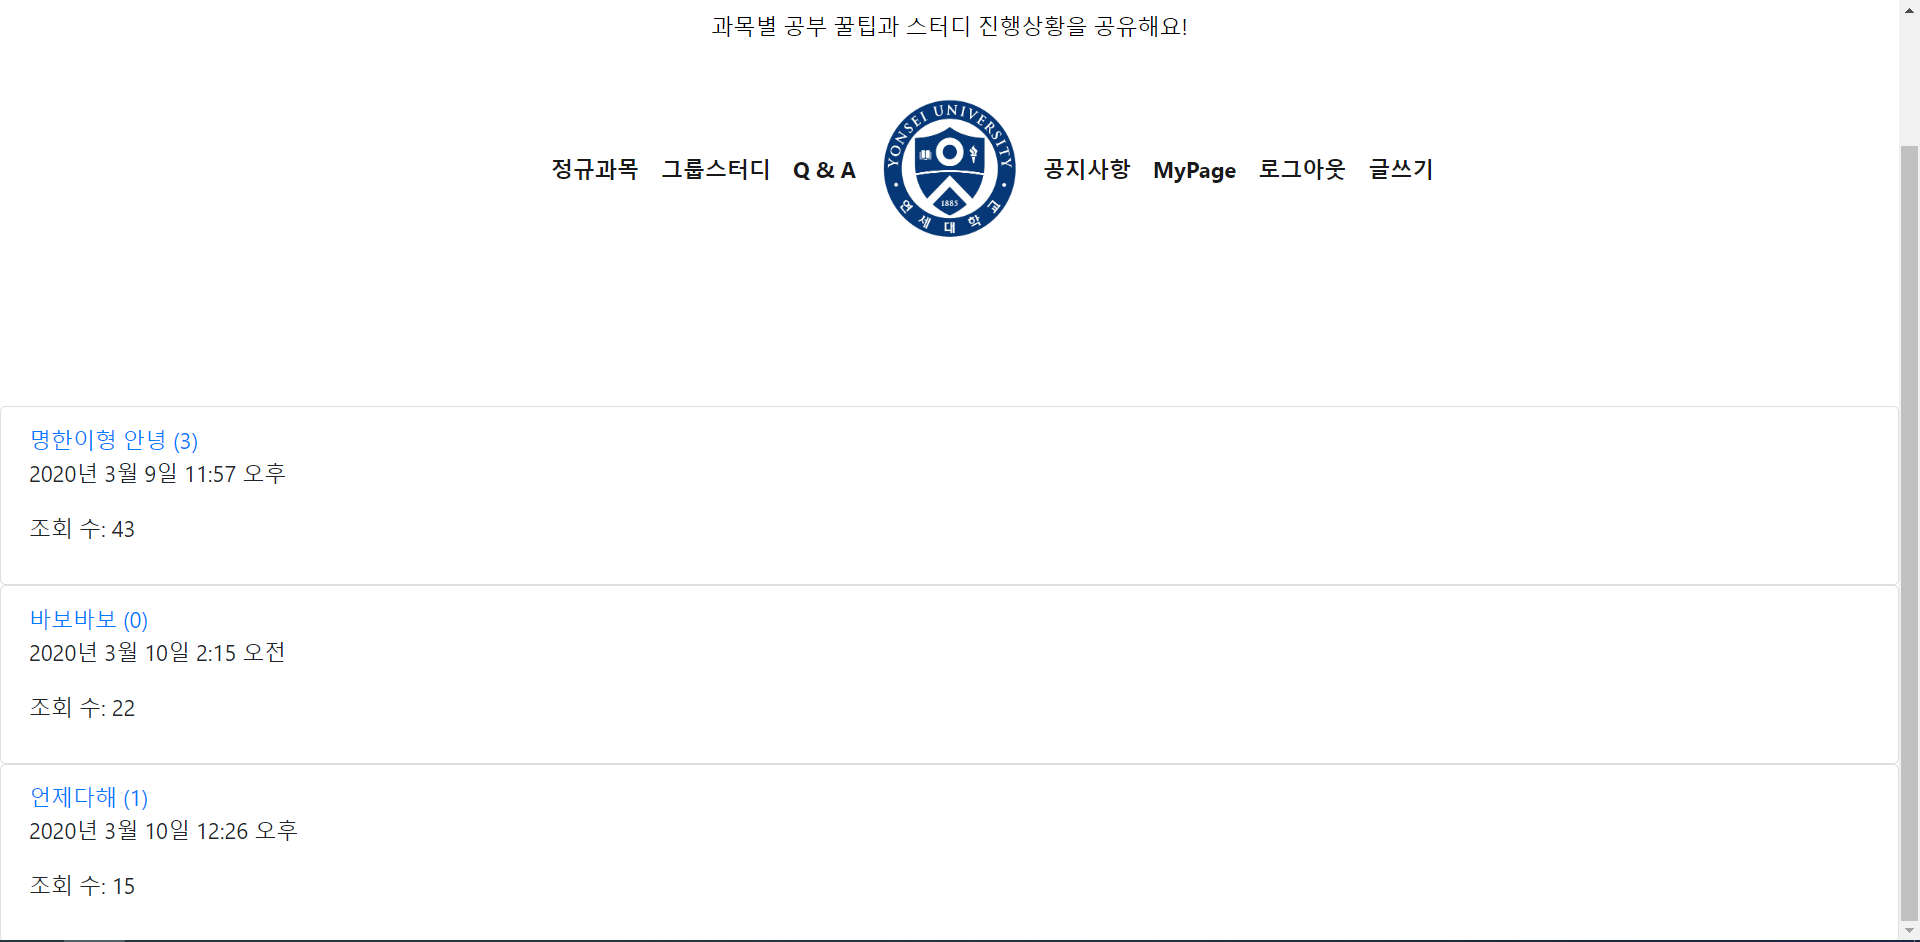 과목별 공부 꿀팁과 스터디 진행상황을 공유해요!
정규과목 그룹스터디 Q & A 공지사항 MyPage 로그아웃 글쓰기
YONSEI UNIVERSITY
1885
연세대학교
명한이형 안녕 (3)
2020년 3월 9일 11:57 오후
조회 수: 43
바보바보 (0)
2020년 3월 10일 2:15 오전
조회 수: 22
언제다해 (1)
2020년 3월 10일 12:26 오후
조회 수: 15